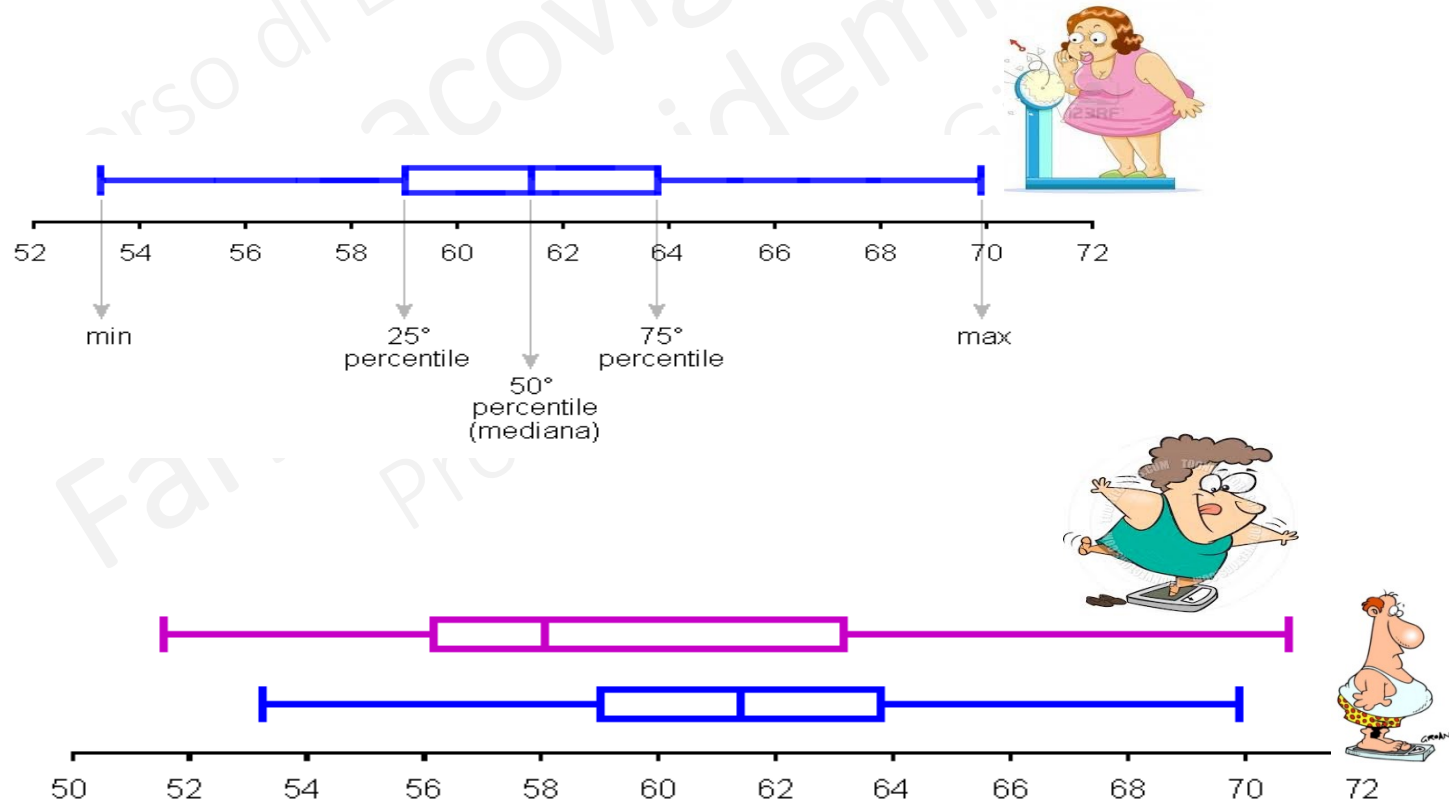 52 54 56 58 60 62 64 66 68 70 72
min 25° 75° max
percentile percentile
50°
percentile
(mediana)
50 52 54 56 58 60 62 64 66 68 70 72